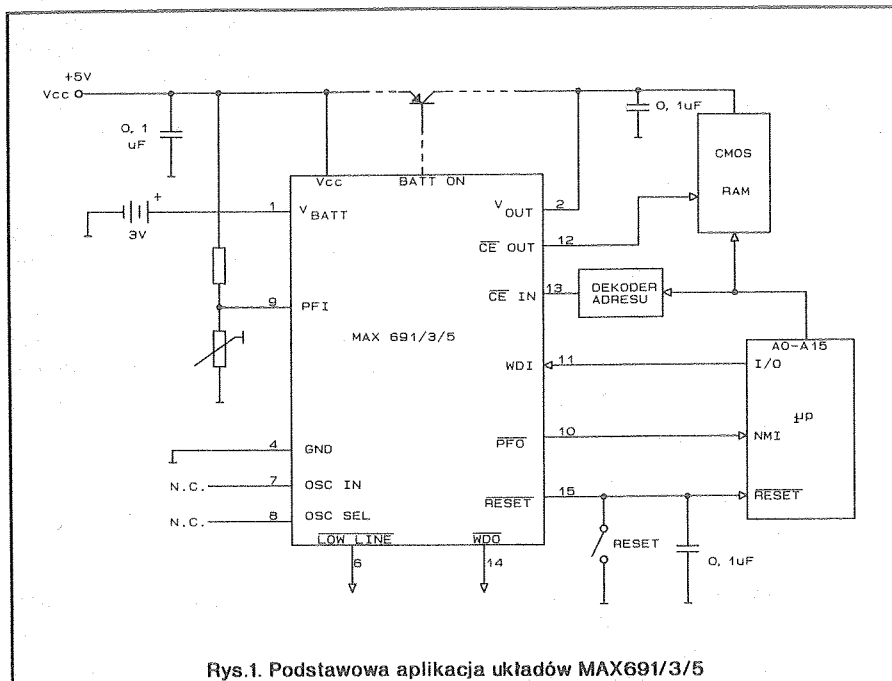 +5V
Vcc
0,1
uF
0,1uF
CMOS
RAM
Vcc
BATT ON
3V
+
1
VBATT
VOUT
2
CE OUT
12
CE IN
13
DEKODER
ADRESU
9
PFI
MAX 691/3/5
A0-A15
WDI
11
I/O
µp
4
GND
PFO
10
NMI
N.C.
7
OSC IN
RESET
15
RESET
N.C.
8
OSC SEL
LOW LINE
WDO
RESET
0,1uF
6
14
Rys.1. Podstawowa aplikacja układów MAX691/3/5